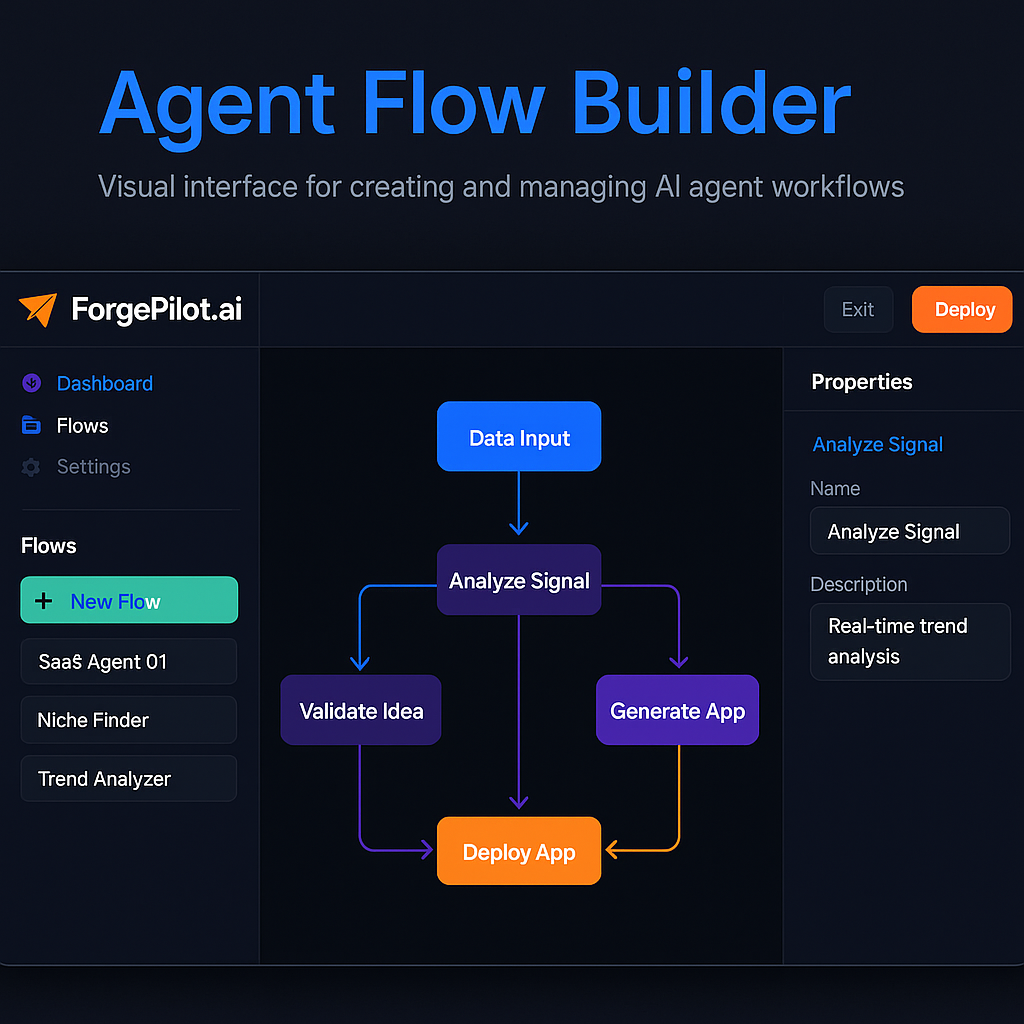 Agent Flow Builder
Visual interface for creating and managing AI agent workflows
ForgePilot.ai
Exit
Deploy
Dashboard
Flows
Settings
Flows
+ New Flow
SaaŜ Agent 01
Niche Finder
Trend Analyzer
Data Input
Analyze Signal
Validate Idea
Generate App
Deploy App
Properties
Analyze Signal
Name
Analyze Signal
Description
Real-time trend
analysis